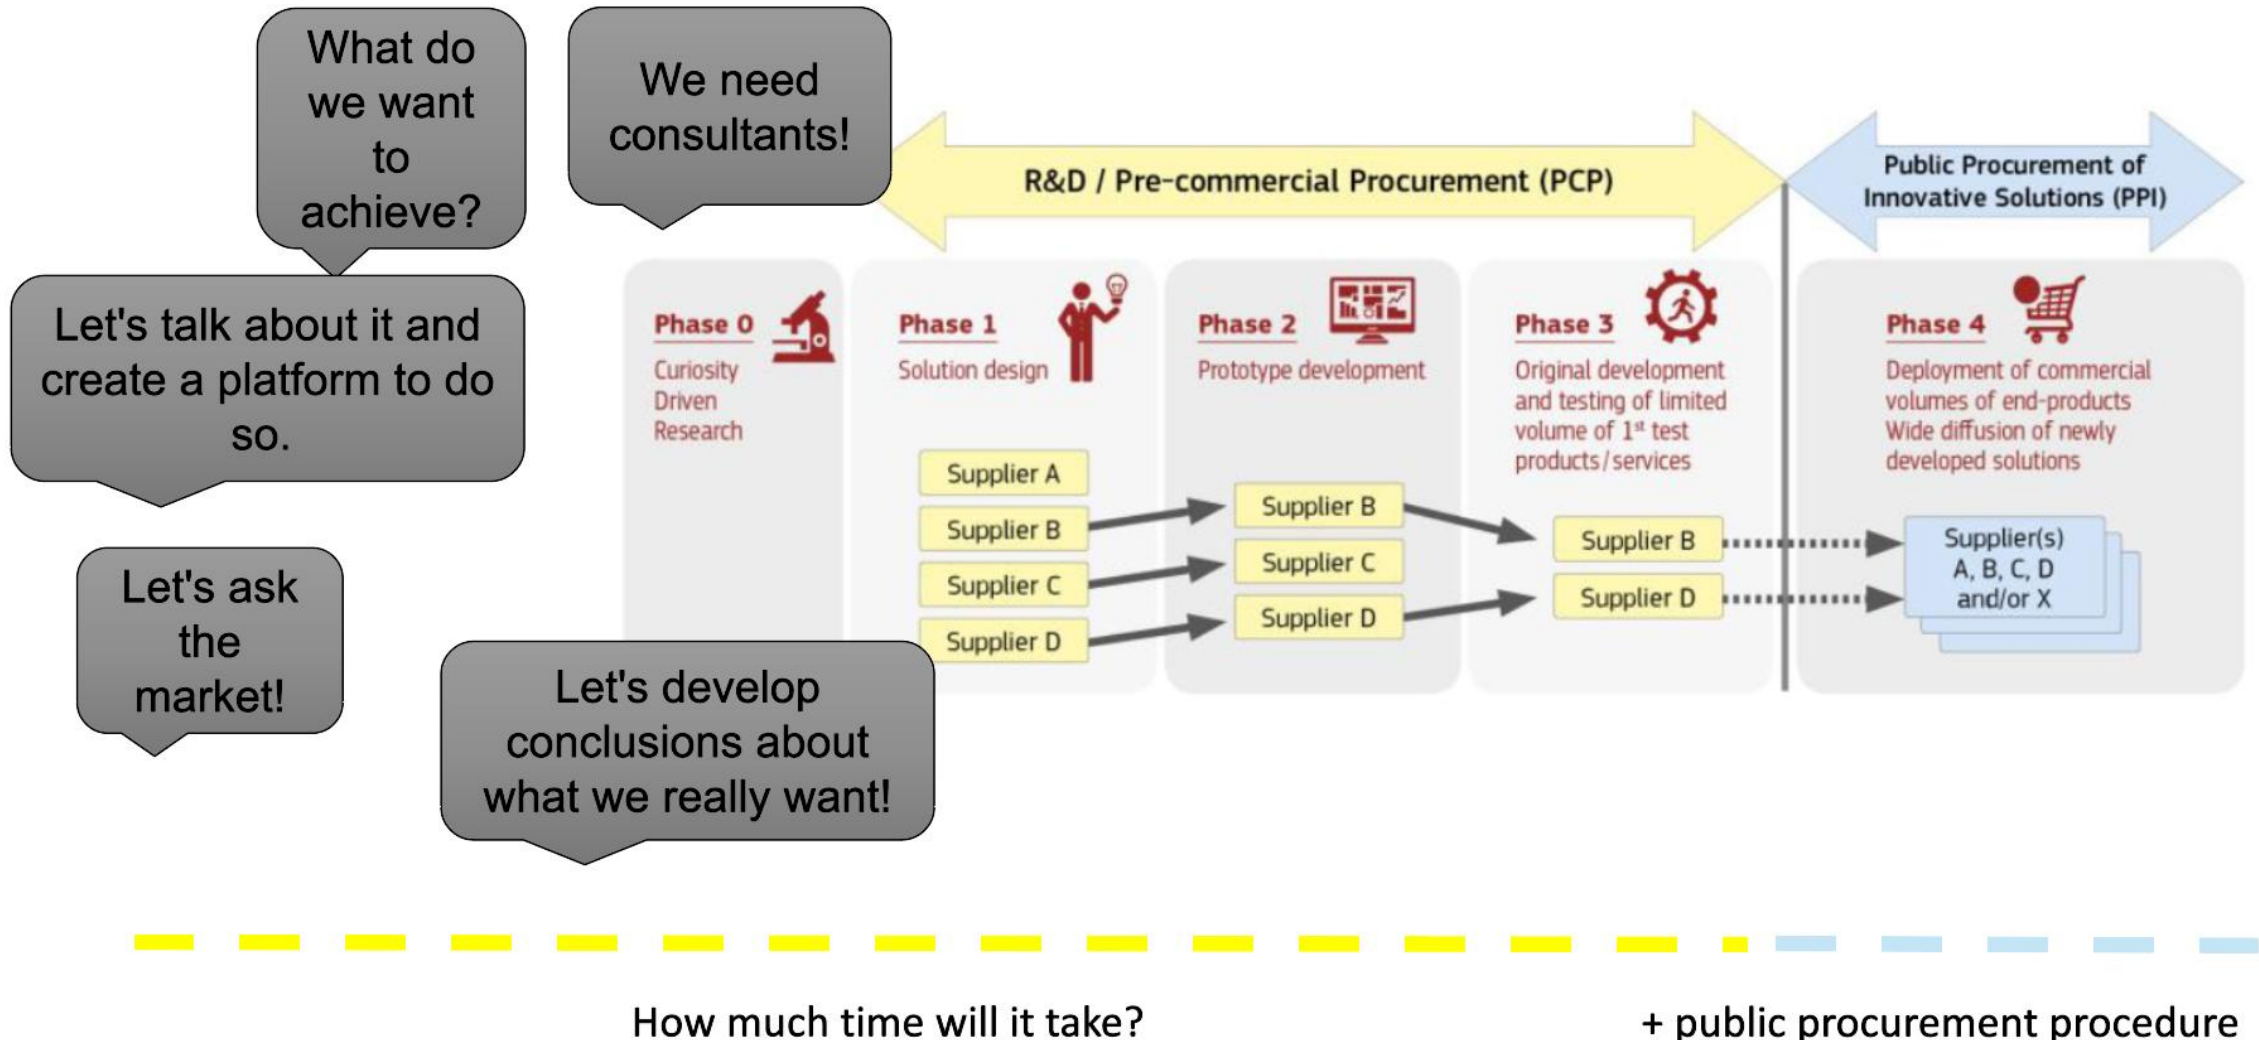 What do
we want
to
achieve?
We need
consultants!
Let's talk about it and
create a platform to do
so.
Let's ask
the
market!
Let's develop
conclusions about
what we really want!
R&D / Pre-commercial Procurement (PCP)
Public Procurement of
Innovative Solutions (PPI)
Phase 0
Curiosity
Driven
Research
Phase 1
Solution design
Supplier A
Supplier B
Supplier C
Supplier D
Phase 2
Prototype development
Supplier B
Supplier C
Supplier D
Phase 3
Original development
and testing of limited
volume of 1st test
products/services
Supplier B
Supplier D
Phase 4
Deployment of commercial
volumes of end-products
Wide diffusion of newly
developed solutions
Supplier(s)
A, B, C, D
and/or X
How much time will it take?
+ public procurement procedure